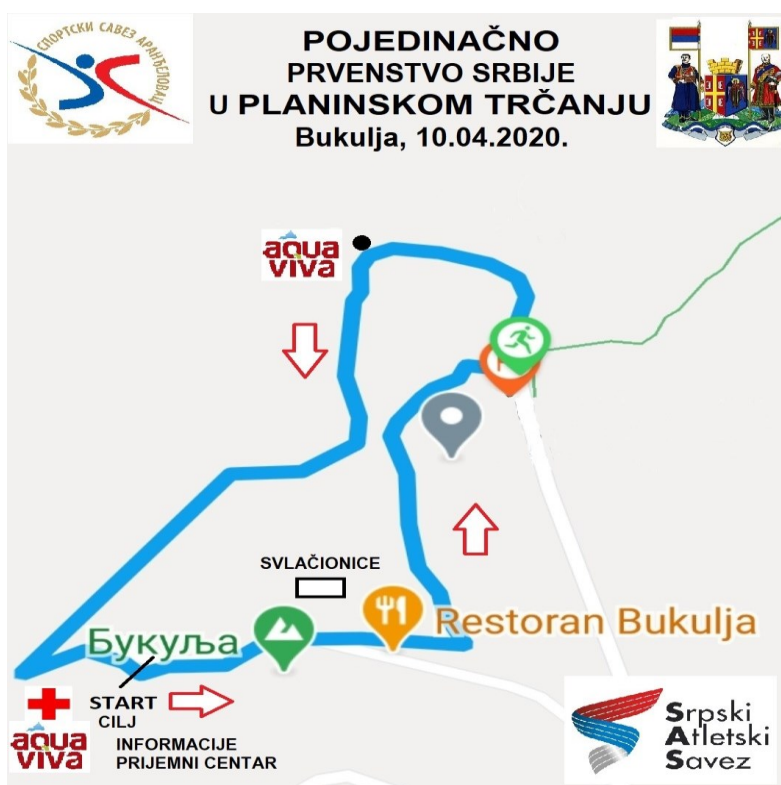 СПОРТСКИ САВЕЗ АРАНЂЕЛОВАЦ
POJEDINAČNO
PRVENSTVO SRBIJE
U PLANINSKOM TRČANJU
Bukulja, 10.04.2020.
aqua
viva
SVLAČIONICE
Букуља
Restoran Bukulja
START
CILJ
aqua
viva
INFORMACIJE
PRIJEMNI CENTAR
Srpski
Atletski
Savez